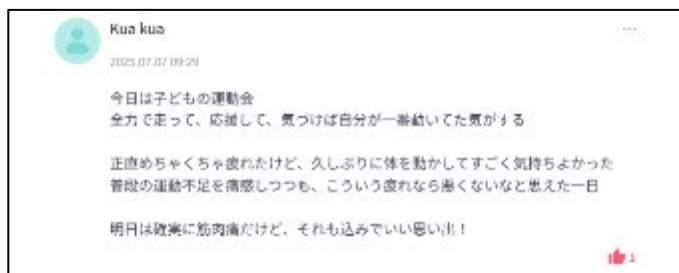 Kua kua
2025.07.07 09:29
今日は子どもの運動会
全力で走って、応援して、気づけば自分が一番動いてた気がする
正直めちゃくちゃ疲れたけど、久しぶりに体を動かしてすごく気持ちよかった
普段の運動不足を痛感しつつも、こういう疲れなら悪くないなと思えた一日
明日は確実に筋肉痛だけど、それも込みでいい思い出！
1